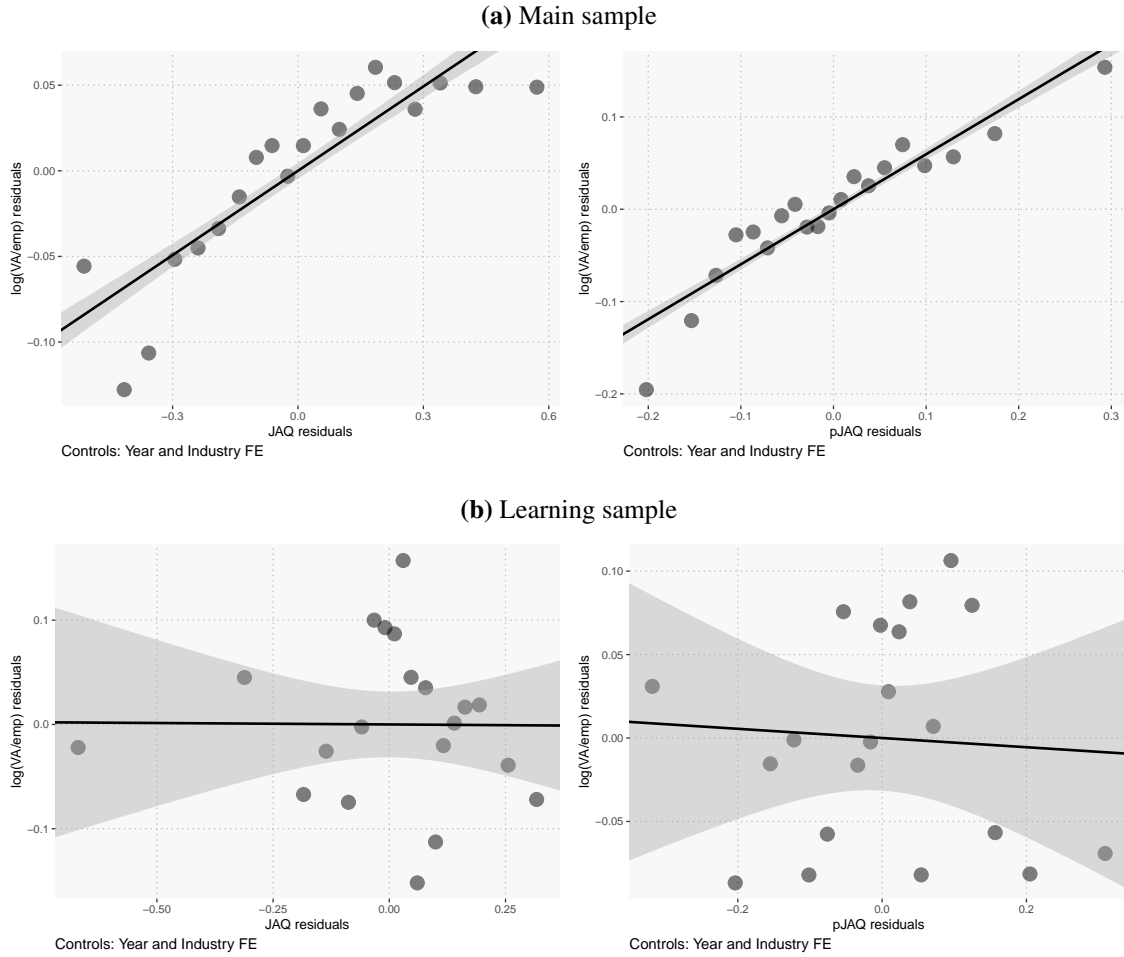 (a) Main sample
0.05
0.00
−0.05
−0.10
log(VA/emp) residuals
−0.3
0.0
0.3
0.6
JAQ residuals
Controls: Year and Industry FE
0.1
0.0
−0.1
−0.2
log(VA/emp) residuals
−0.2
−0.1
0.0
0.1
0.2
0.3
pJAQ residuals
Controls: Year and Industry FE
(b) Learning sample
0.1
0.0
−0.1
log(VA/emp) residuals
−0.50
−0.25
0.00
0.25
JAQ residuals
Controls: Year and Industry FE
0.10
0.05
0.00
−0.05
log(VA/emp) residuals
−0.2
0.0
0.2
pJAQ residuals
Controls: Year and Industry FE